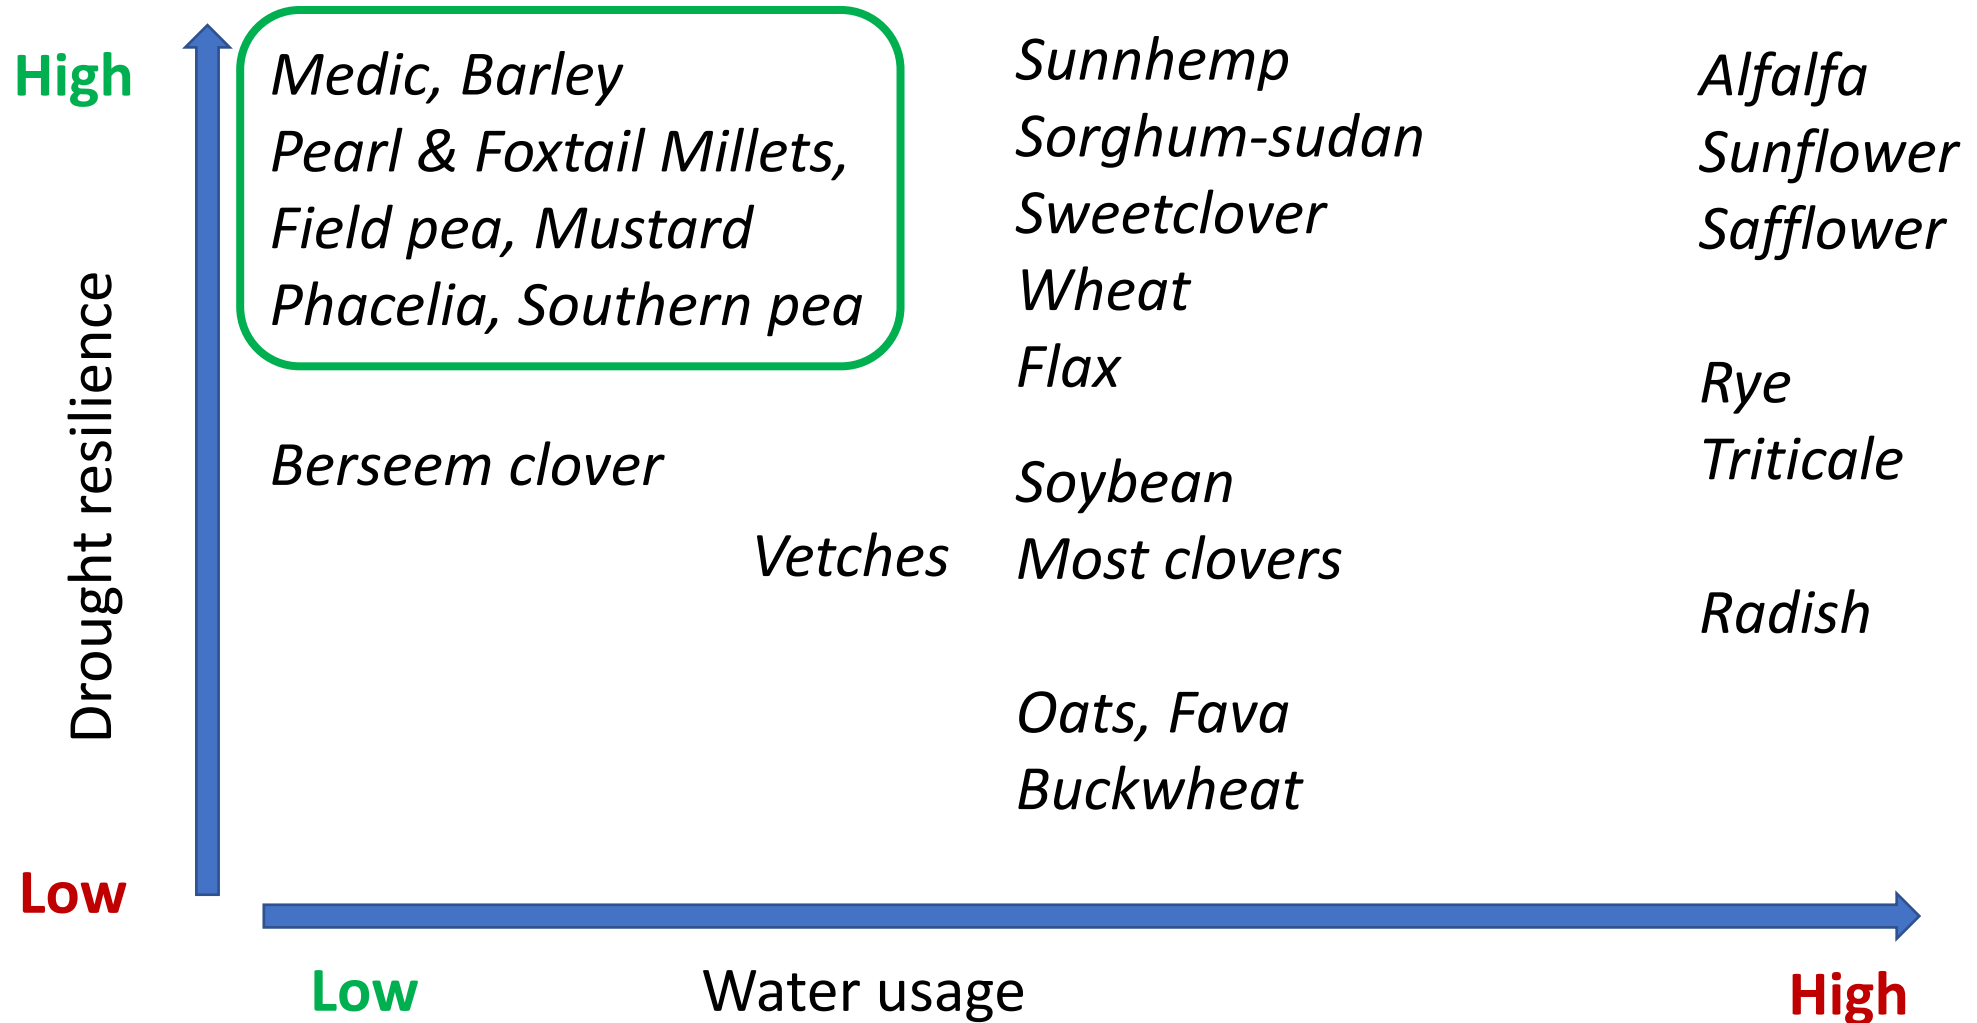 High
Low
Drought resilience
Medic, Barley
Pearl & Foxtail Millets,
Field pea, Mustard
Phacelia, Southern pea
Berseem clover
Vetches
Sunnhemp
Sorghum-sudan
Sweetclover
Wheat
Flax
Soybean
Most clovers
Oats, Fava
Buckwheat
Alfalfa
Sunflower
Safflower
Rye
Triticale
Radish
Low
Water usage
High